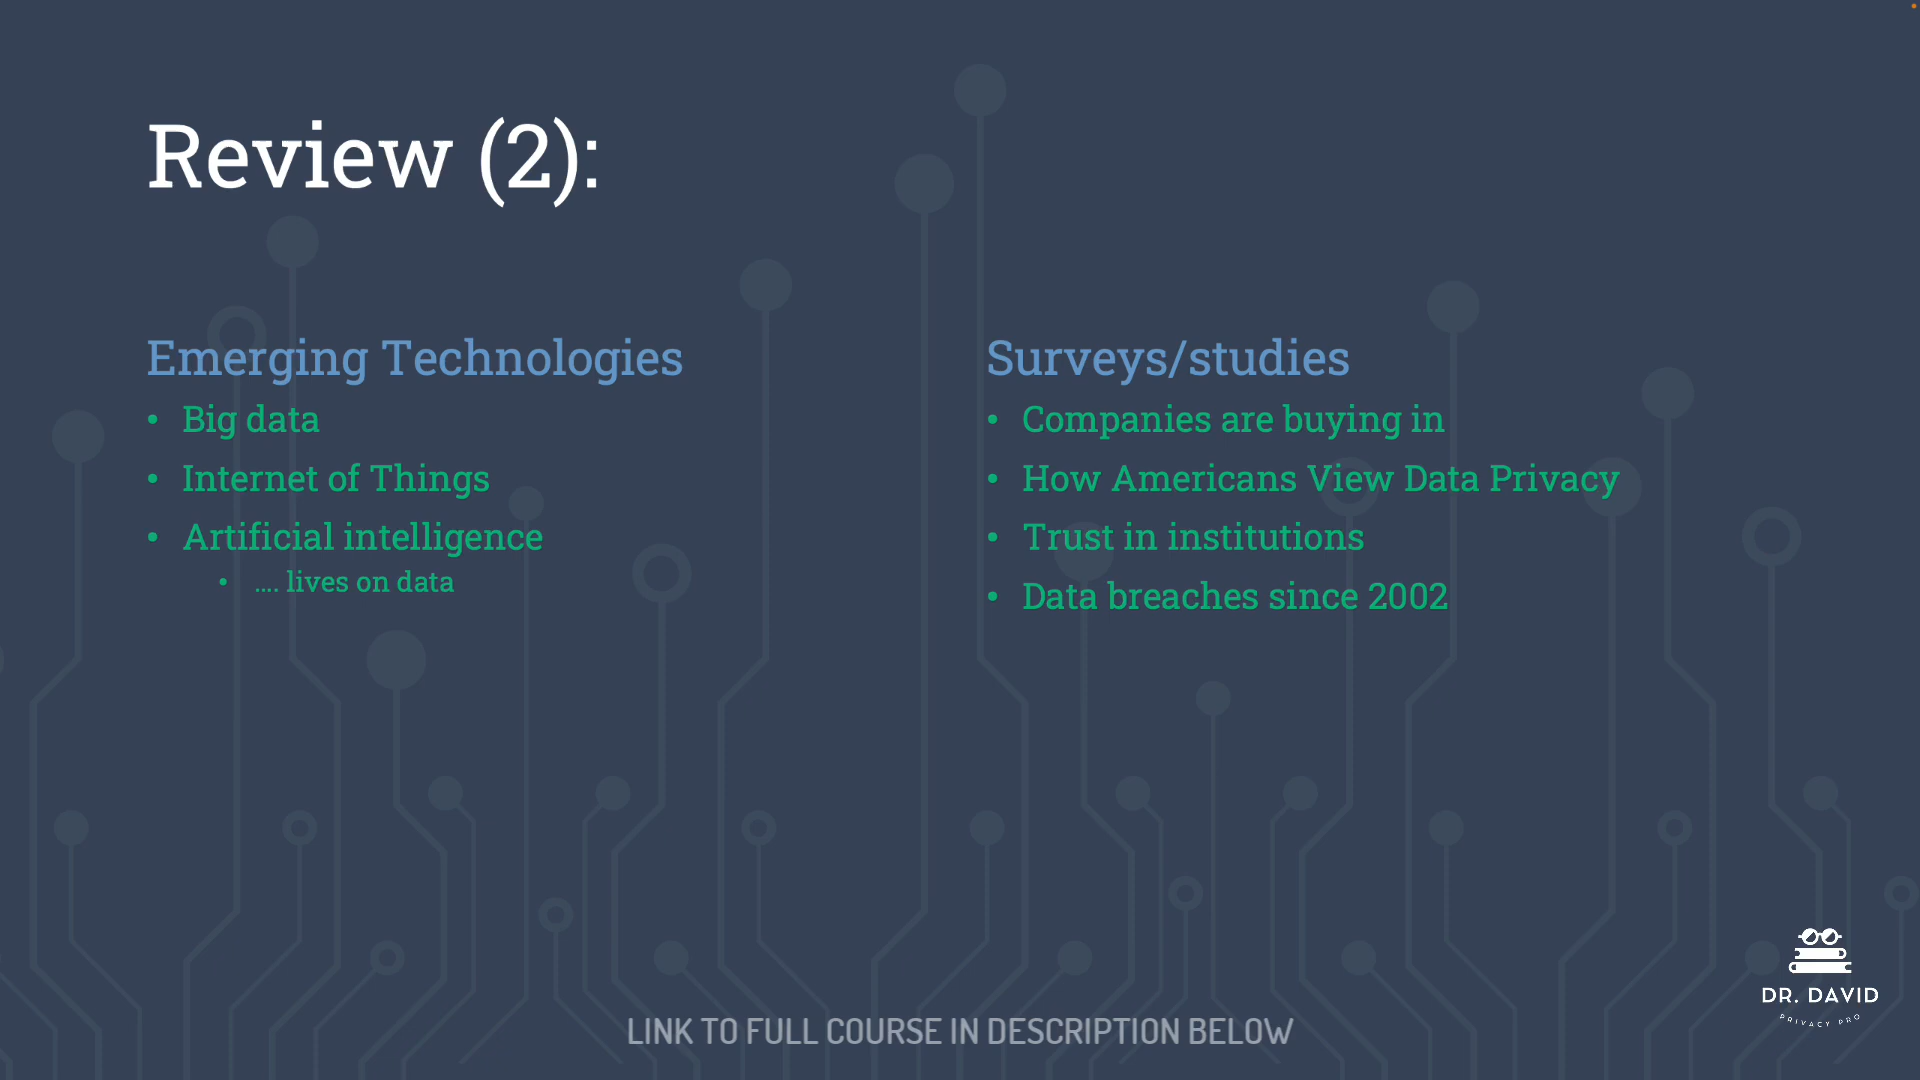 Review (2):
Emerging Technologies
• Big data
• Internet of Things
• Artificial intelligence
• .... lives on data
Surveys/studies
• Companies are buying in
• How Americans View Data Privacy
• Trust in institutions
• Data breaches since 2002
DR. DAVID
PRIVACY PRO
LINK TO FULL COURSE IN DESCRIPTION BELOW